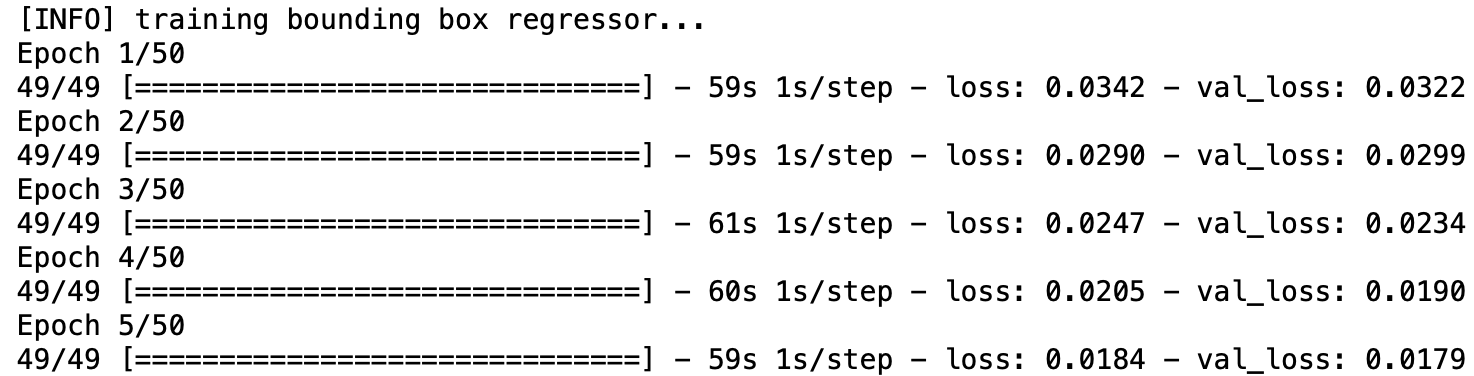 [INFO] training bounding box regressor...
Epoch 1/50
49/49 [==============================] - 59s 1s/step - loss: 0.0342 - val_loss: 0.0322
Epoch 2/50
49/49 [==============================] - 59s 1s/step - loss: 0.0290 - val_loss: 0.0299
Epoch 3/50
49/49 [==============================] - 61s 1s/step - loss: 0.0247 - val_loss: 0.0234
Epoch 4/50
49/49 [==============================] - 60s 1s/step - loss: 0.0205 - val_loss: 0.0190
Epoch 5/50
49/49 [==============================] - 59s 1s/step - loss: 0.0184 - val_loss: 0.0179